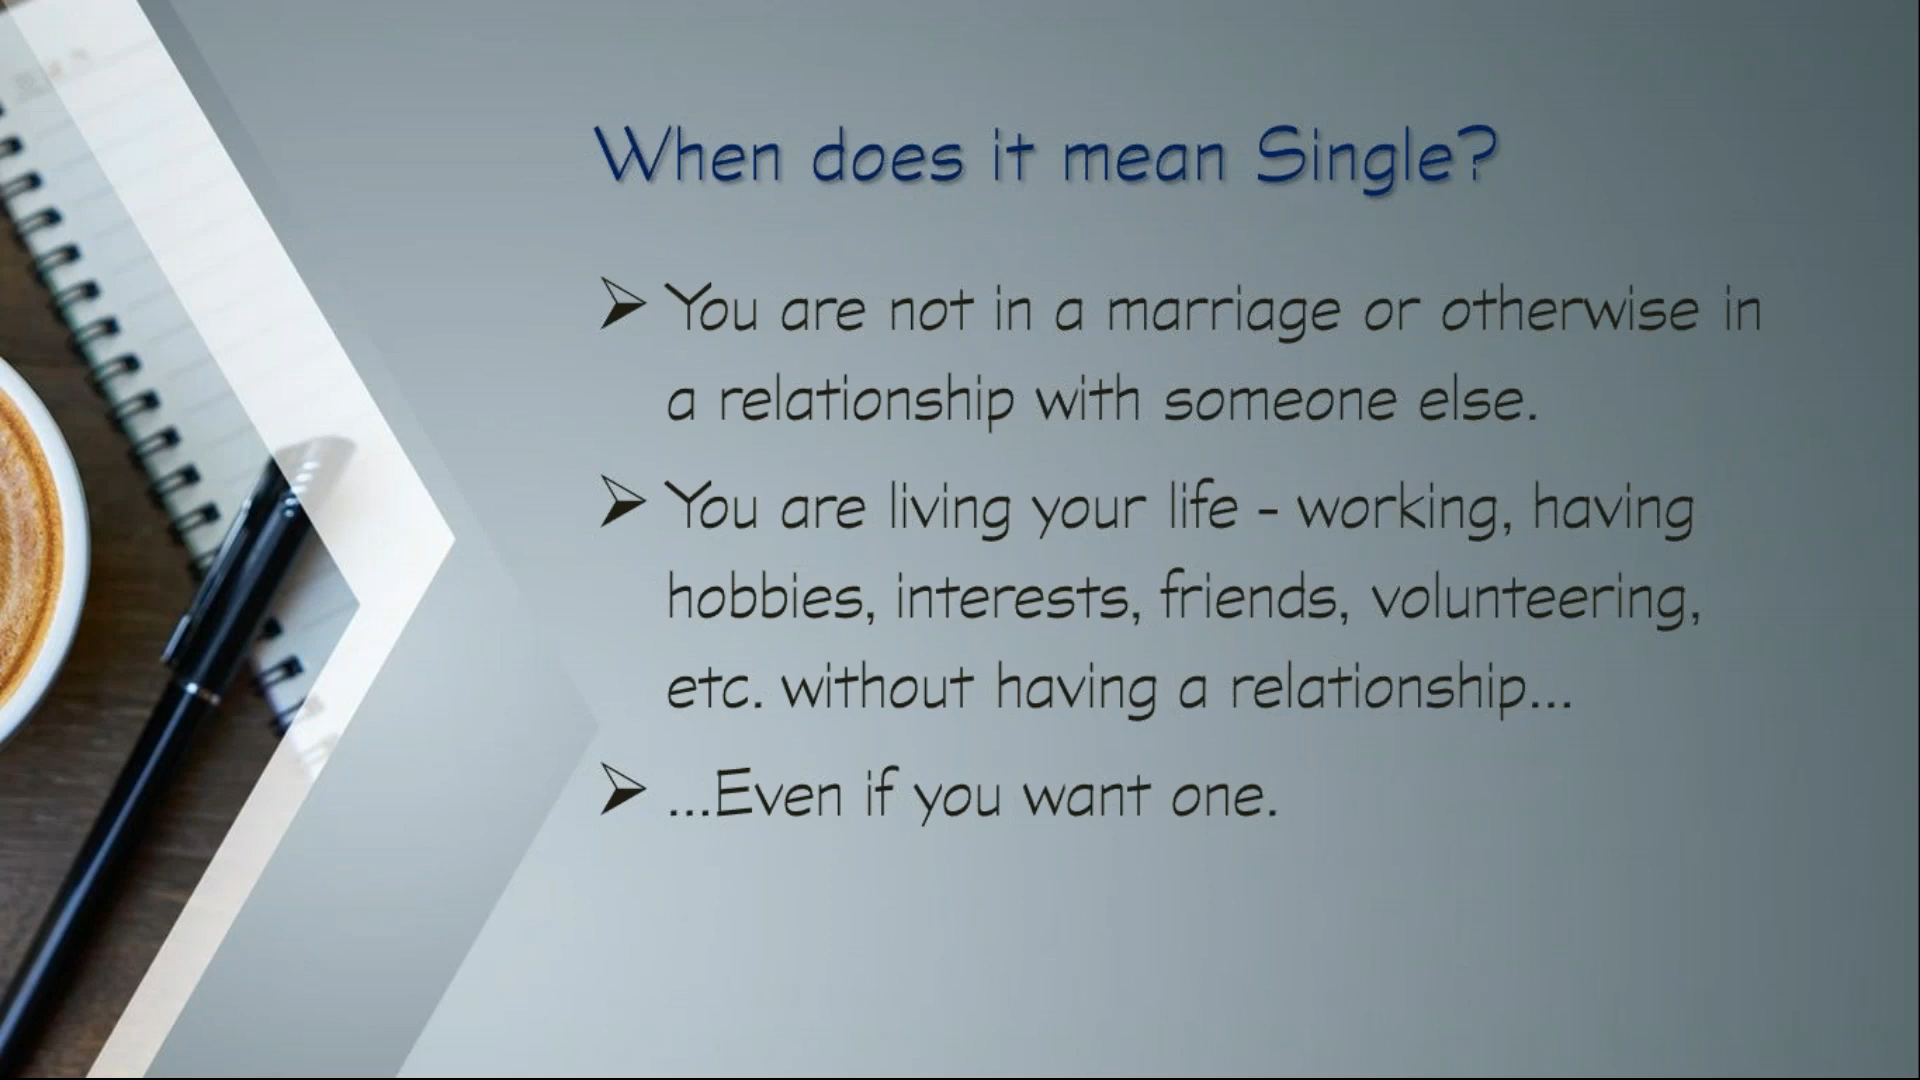 When does it mean Single?
You are not in a marriage or otherwise in
a relationship with someone else.
You are living your life - working, having
hobbies, interests, friends, volunteering,
etc. without having a relationship...
...Even if you want one.